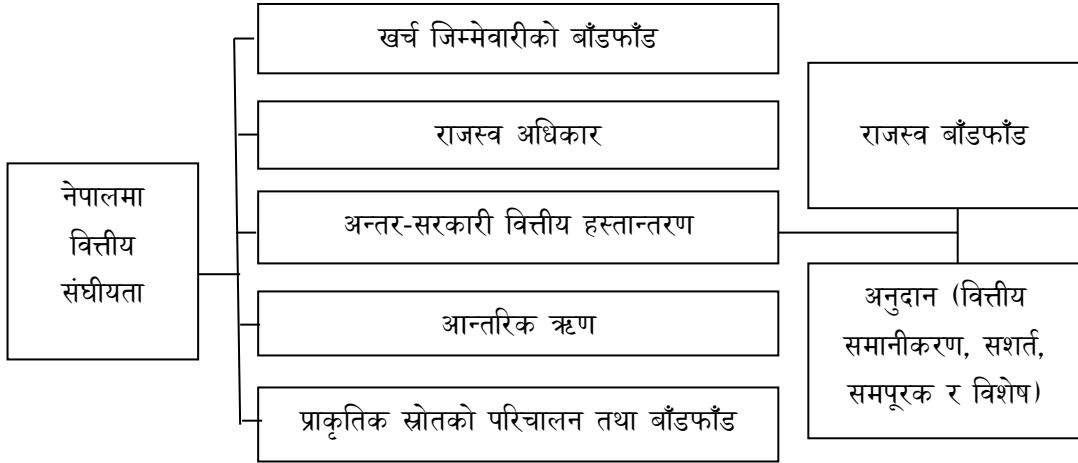 नेपालमा
वित्तीय
संघीयता
खर्च जिम्मेवारीको बाँडफाँड
राजस्व अधिकार
अन्तर-सरकारी वित्तीय हस्तान्तरण
आन्तरिक ऋण
प्राकृतिक स्रोतको परिचालन तथा बाँडफाँड
राजस्व बाँडफाँड
अनुदान (वित्तीय
समानीकरण, सशर्त,
समपूरक र विशेष)